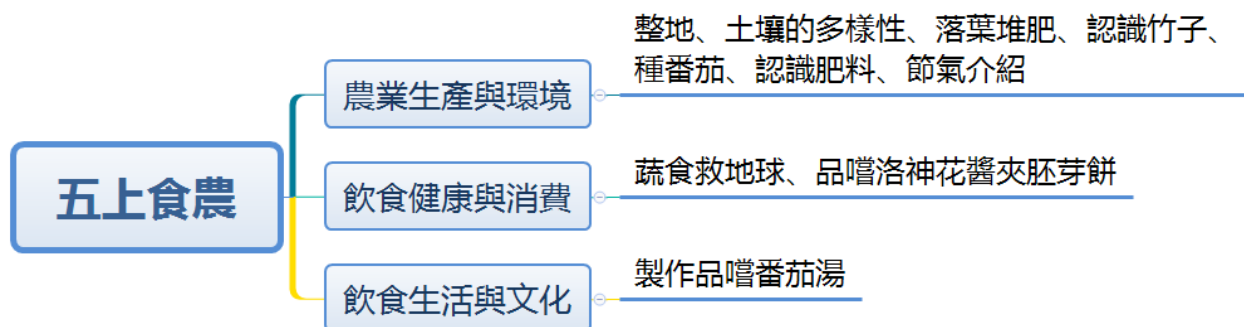 五上食農
農業生產與環境
整地、土壤的多樣性、落葉堆肥、認識竹子、
種番茄、認識肥料、節氣介紹
飲食健康與消費
蔬食救地球、品嚐洛神花醬夾胚芽餅
飲食生活與文化
製作品嚐番茄湯